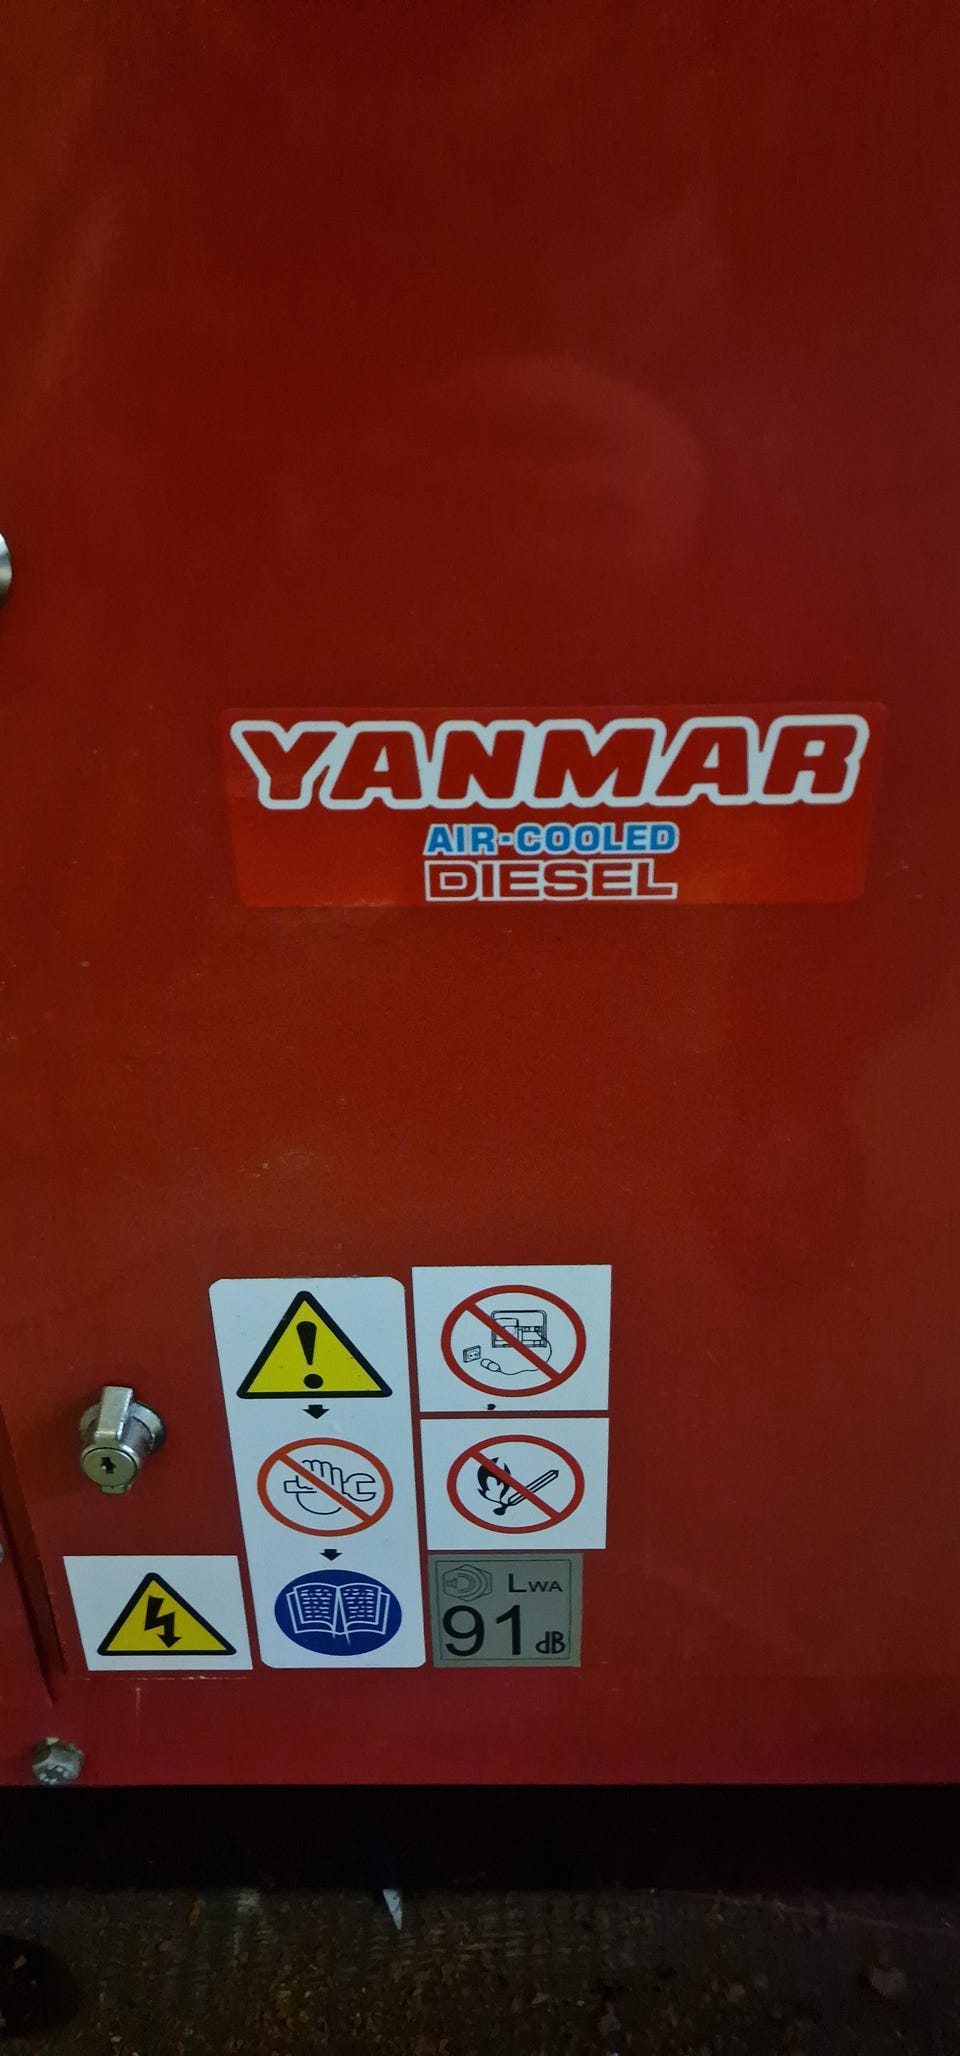 YANMAR
AIR-COOLED
DIESEL
LWA
91 dB